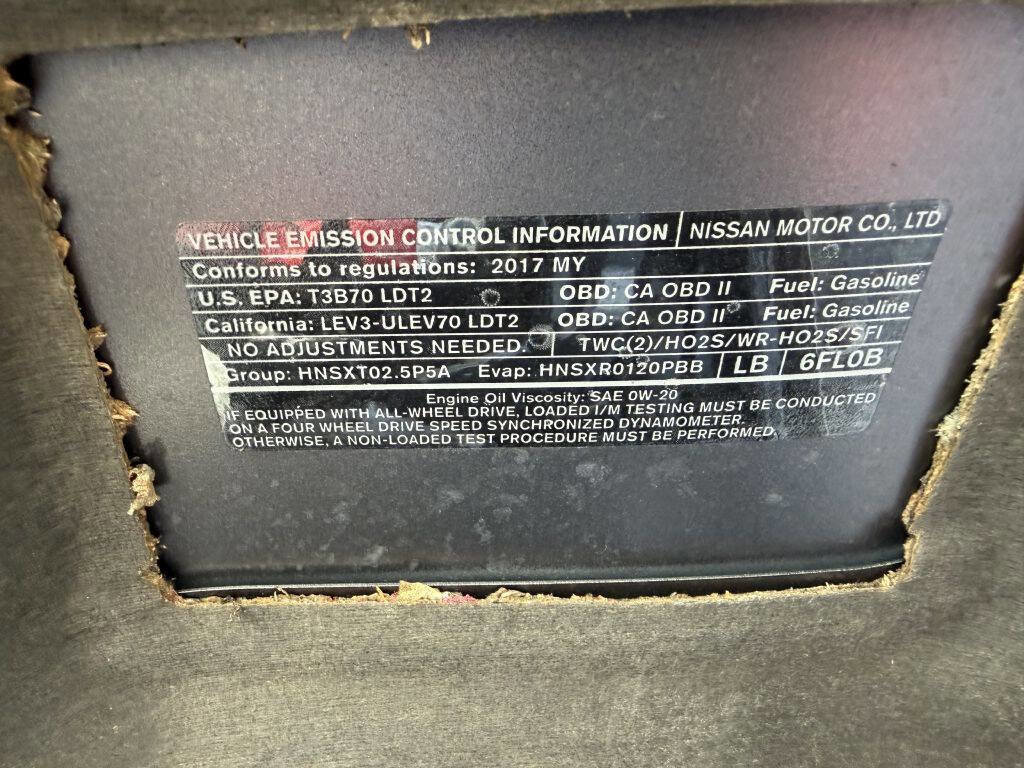 VEHICLE EMISSION CONTROL INFORMATION NISSAN MOTOR CO., LTD
Conforms to regulations: 2017 MY
U.S. EPA: T3B70 LDT2 OBD: CA OBD II Fuel: Gasoline
California: LEV3-ULEV70 LDT2 OBD: CA OBD II Fuel: Gasoline
NO ADJUSTMENTS NEEDED. TWC(2)/HO2S/WR-HO2S/SFI
Group: HNSXT02.5P5A Evap: HNSXR0120PBB LB 6FL0B
Engine Oil Viscosity: SAE 0W-20
IF EQUIPPED WITH ALL-WHEEL DRIVE, LOADED I/M TESTING MUST BE CONDUCTED
ON A FOUR WHEEL DRIVE SPEED SYNCHRONIZED DYNAMOMETER.
OTHERWISE, A NON-LOADED TEST PROCEDURE MUST BE PERFORMED.